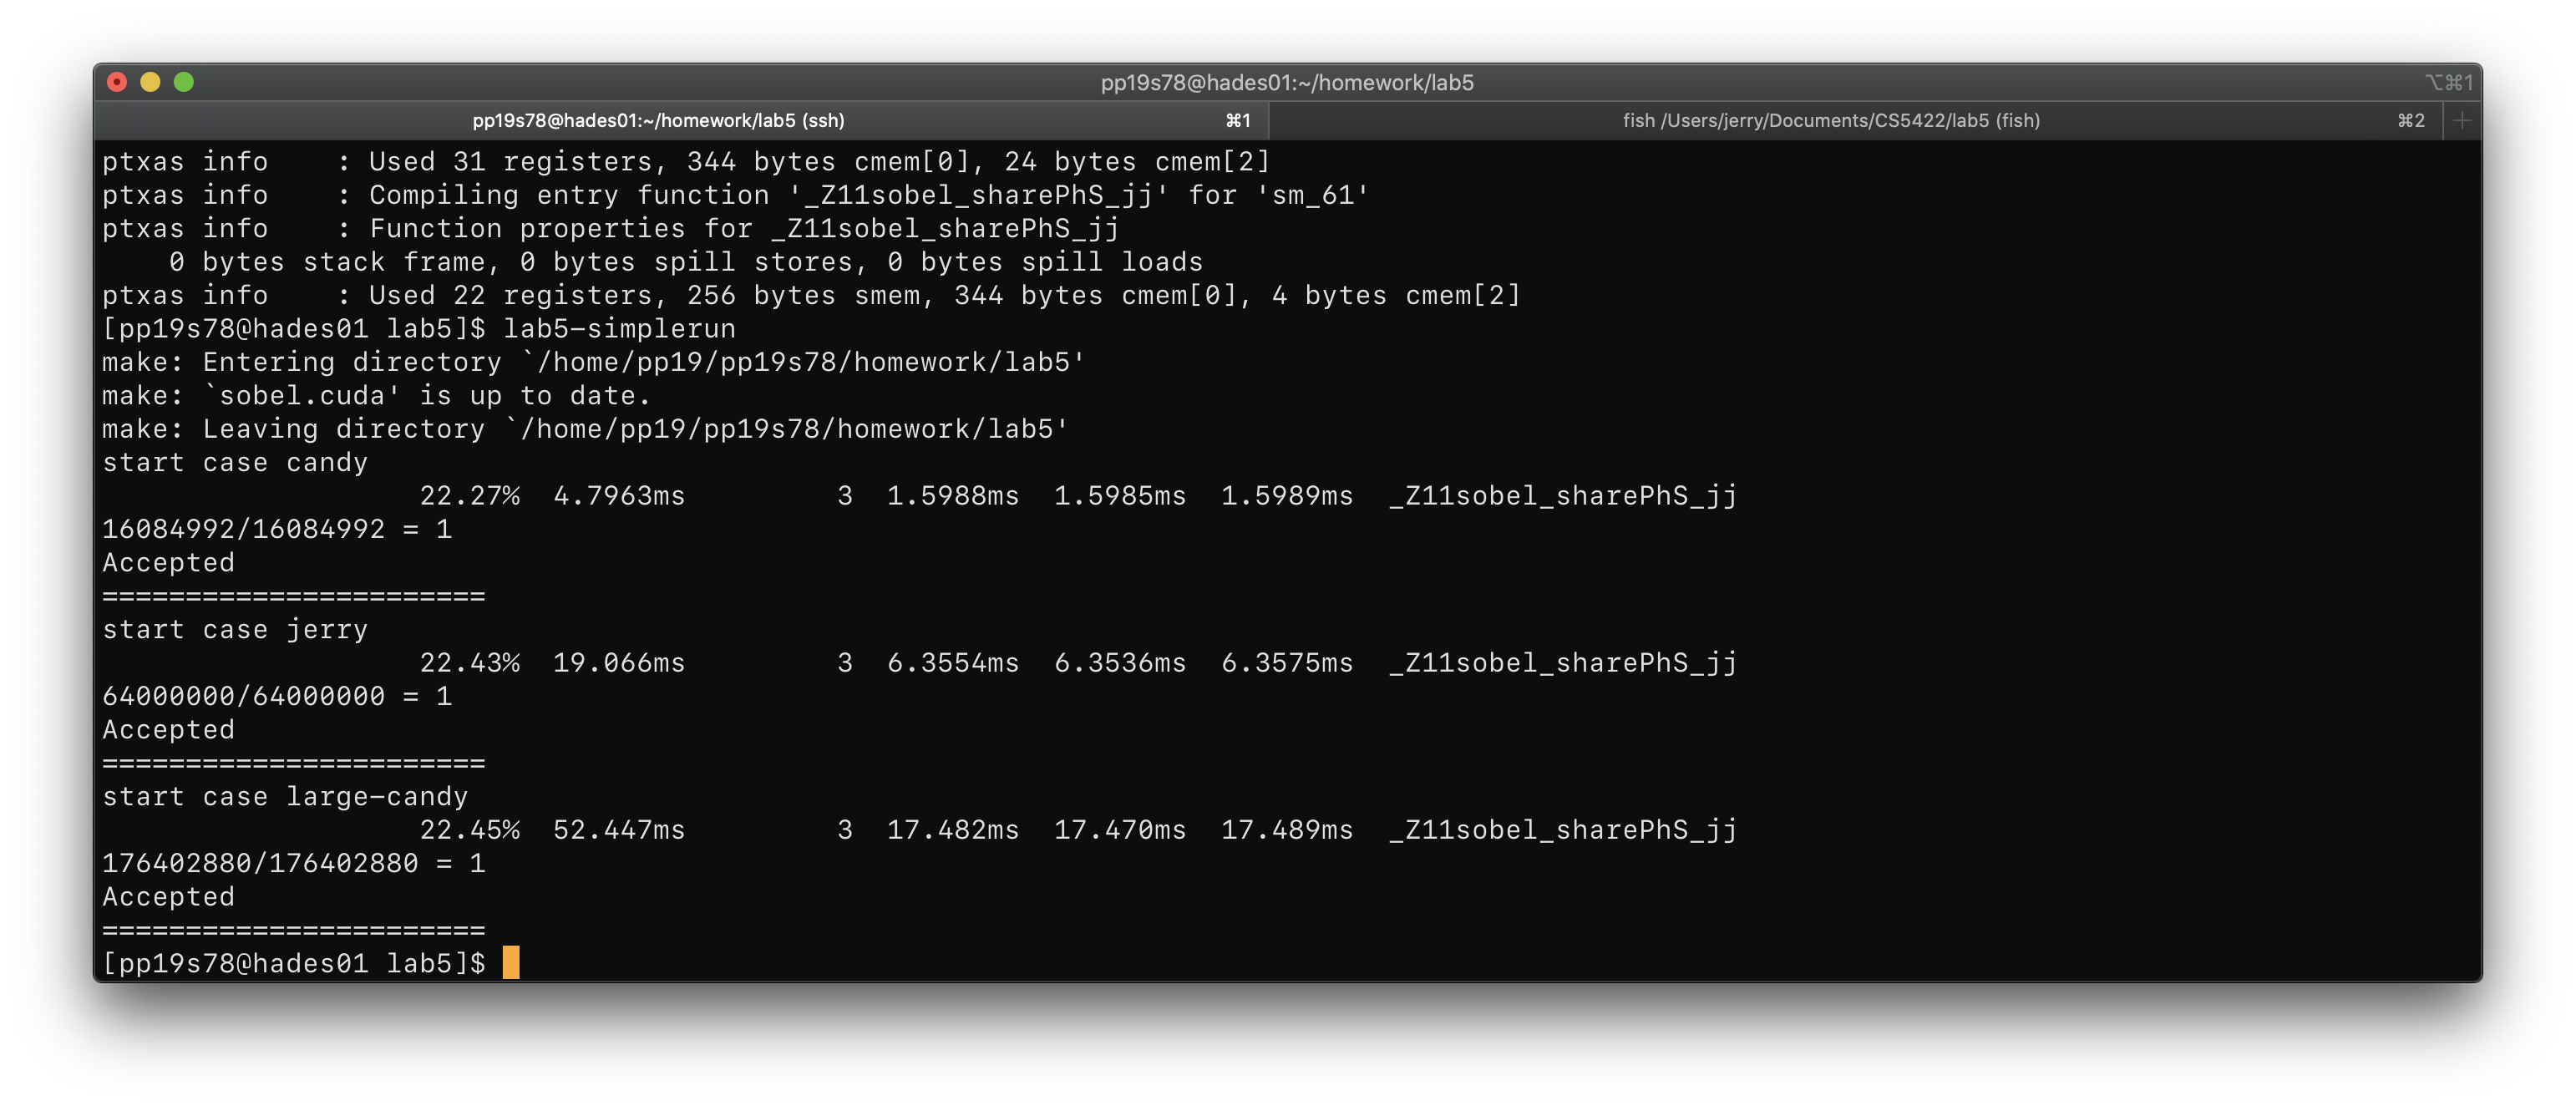 pp19s78@hades01:~/homework/lab5
⌥⌘1
pp19s78@hades01:~/homework/lab5 (ssh) ⌘1
fish /Users/jerry/Documents/CS5422/lab5 (fish) ⌘2 +
ptxas info    : Used 31 registers, 344 bytes cmem[0], 24 bytes cmem[2]
ptxas info    : Compiling entry function '_Z11sobel_sharePhS_jj' for 'sm_61'
ptxas info    : Function properties for _Z11sobel_sharePhS_jj
    0 bytes stack frame, 0 bytes spill stores, 0 bytes spill loads
ptxas info    : Used 22 registers, 256 bytes smem, 344 bytes cmem[0], 4 bytes cmem[2]
[pp19s78@hades01 lab5]$ lab5-simplerun
make: Entering directory `/home/pp19/pp19s78/homework/lab5'
make: `sobel.cuda' is up to date.
make: Leaving directory `/home/pp19/pp19s78/homework/lab5'
start case candy
                   22.27%  4.7963ms         3  1.5988ms  1.5985ms  1.5989ms  _Z11sobel_sharePhS_jj
16084992/16084992 = 1
Accepted
=======================
start case jerry
                   22.43%  19.066ms         3  6.3554ms  6.3536ms  6.3575ms  _Z11sobel_sharePhS_jj
64000000/64000000 = 1
Accepted
=======================
start case large-candy
                   22.45%  52.447ms         3  17.482ms  17.470ms  17.489ms  _Z11sobel_sharePhS_jj
176402880/176402880 = 1
Accepted
=======================
[pp19s78@hades01 lab5]$